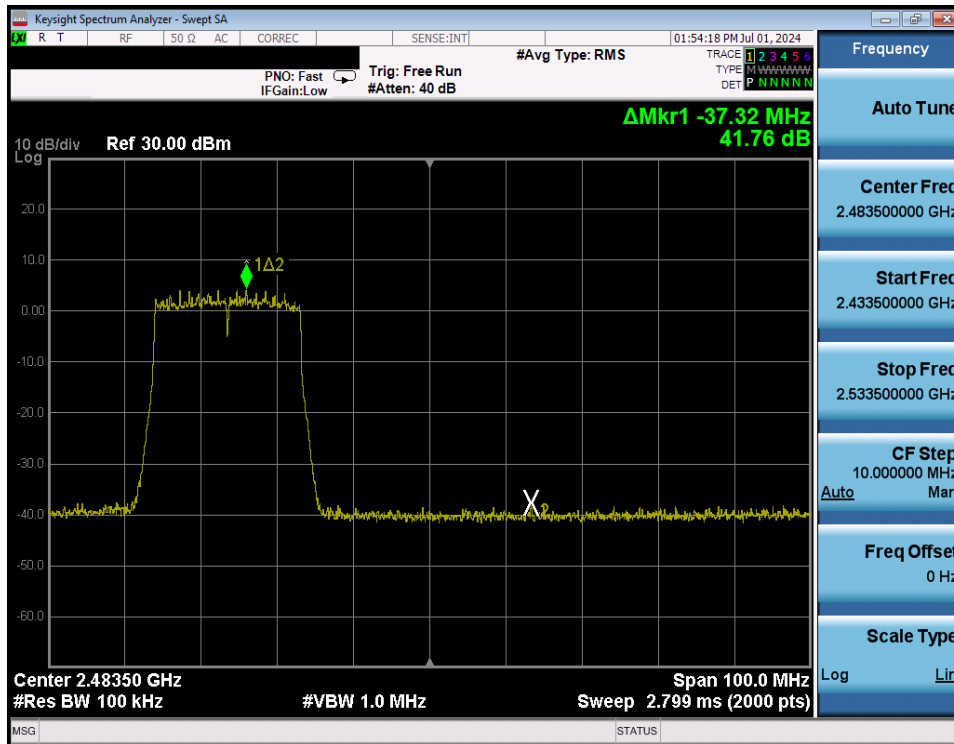 Keysight Spectrum Analyzer - Swept SA
LXI R T RF 50 Ω AC CORREC SENSE:INT 01:54:18 PM Jul 01, 2024
#Avg Type: RMS
TRACE 1 2 3 4 5 6
TYPE M W W W W W
DET P N N N N N
PNO: Fast
IFGain:Low
Trig: Free Run
#Atten: 40 dB
ΔMkr1 -37.32 MHz
41.76 dB
10 dB/div Ref 30.00 dBm
Log
20.0
10.0
0.00
-10.0
-20.0
-30.0
-40.0
-50.0
-60.0
1Δ2
X2
Center 2.48350 GHz Span 100.0 MHz
#Res BW 100 kHz #VBW 1.0 MHz Sweep 2.799 ms (2000 pts)
MSG STATUS
Frequency
Auto Tune
Center Freq
2.483500000 GHz
Start Freq
2.433500000 GHz
Stop Freq
2.533500000 GHz
CF Step
10.000000 MHz
Auto Man
Freq Offset
0 Hz
Scale Type
Log Lin